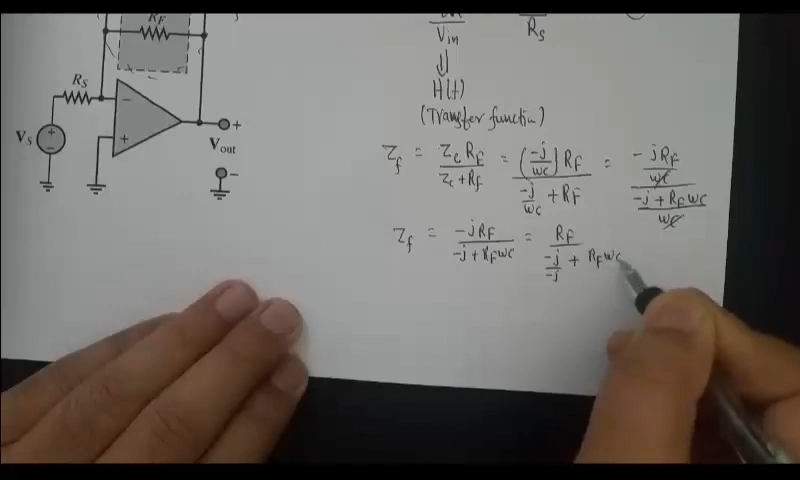 R_F
V_in
R_S
⇓
H(f)
(Transfer function)
R_S
−
+
V_S
+
−
V_out
+
−
Z_f = Z_C R_F / (Z_C + R_F) = (−j/ωC) R_F / (−j/ωC + R_F) = (−jR_F / ωC) / ((−j + R_F ωC) / ωC)
Z_f = −jR_F / (−j + R_F ωC) = R_F / (−j/−j + R_F ωC